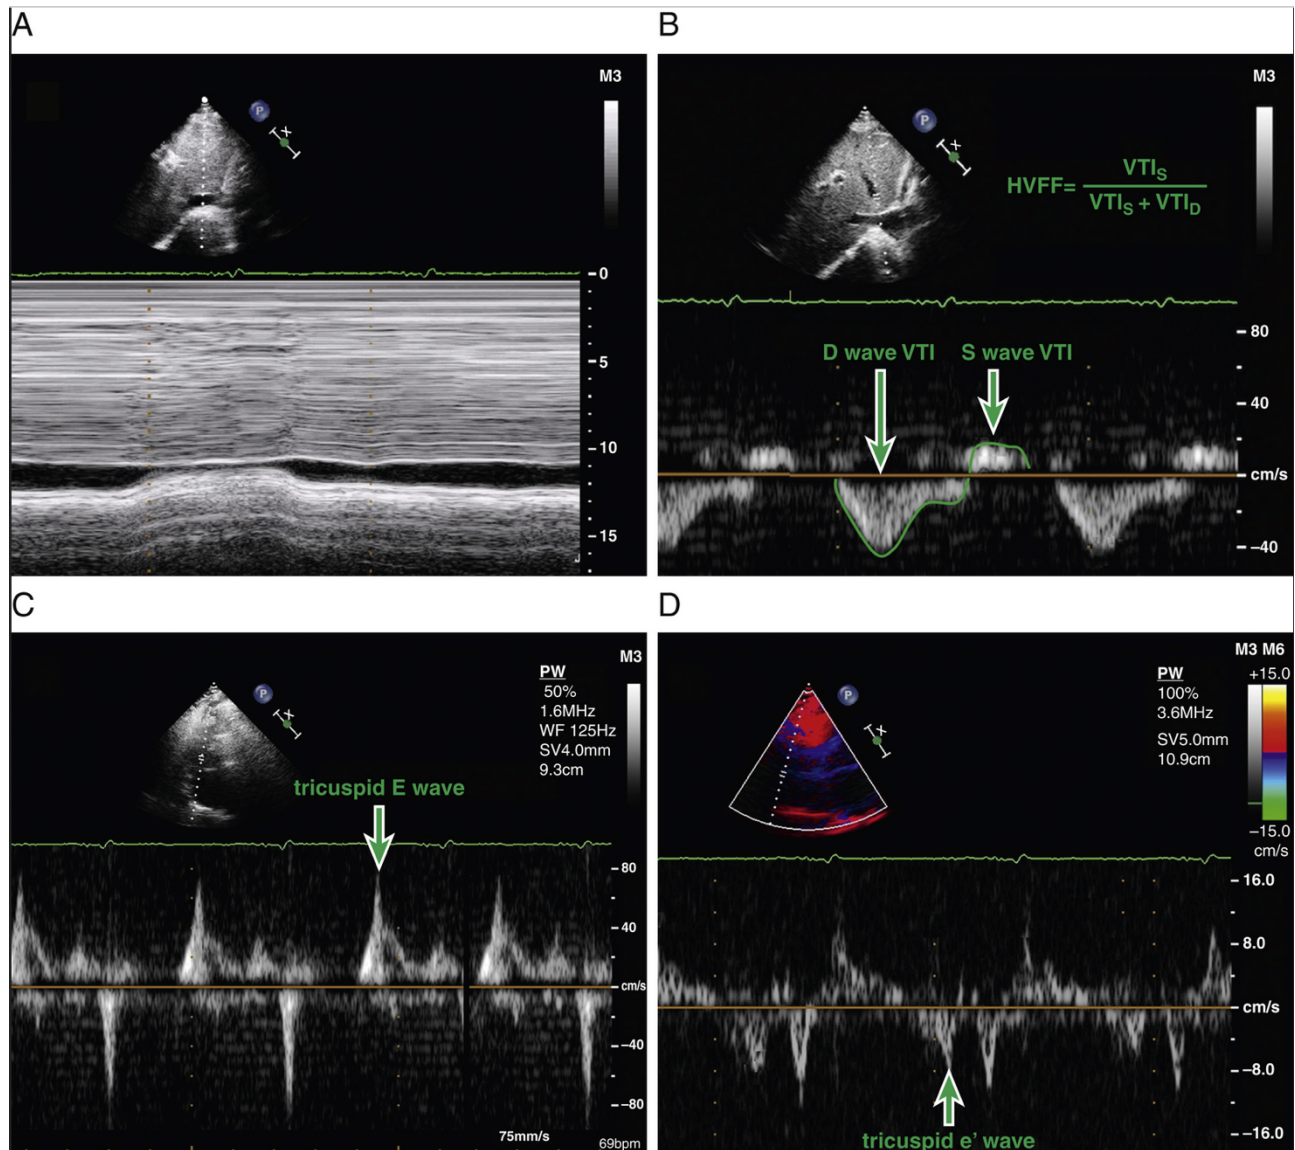 A
M3
P
X
0
5
10
15
B
M3
P
X
HVFF= VTIS
VTIS + VTID
80
D wave VTI S wave VTI
40
cm/s
−40
C
M3
PW
50%
1.6MHz
WF 125Hz
SV4.0mm
9.3cm
P
X
tricuspid E wave
80
40
cm/s
−40
−80
75mm/s
69bpm
D
M3 M6
+15.0
PW
100%
3.6MHz
SV5.0mm
10.9cm
P
X
−15.0
cm/s
16.0
8.0
cm/s
−8.0
tricuspid e' wave
−16.0